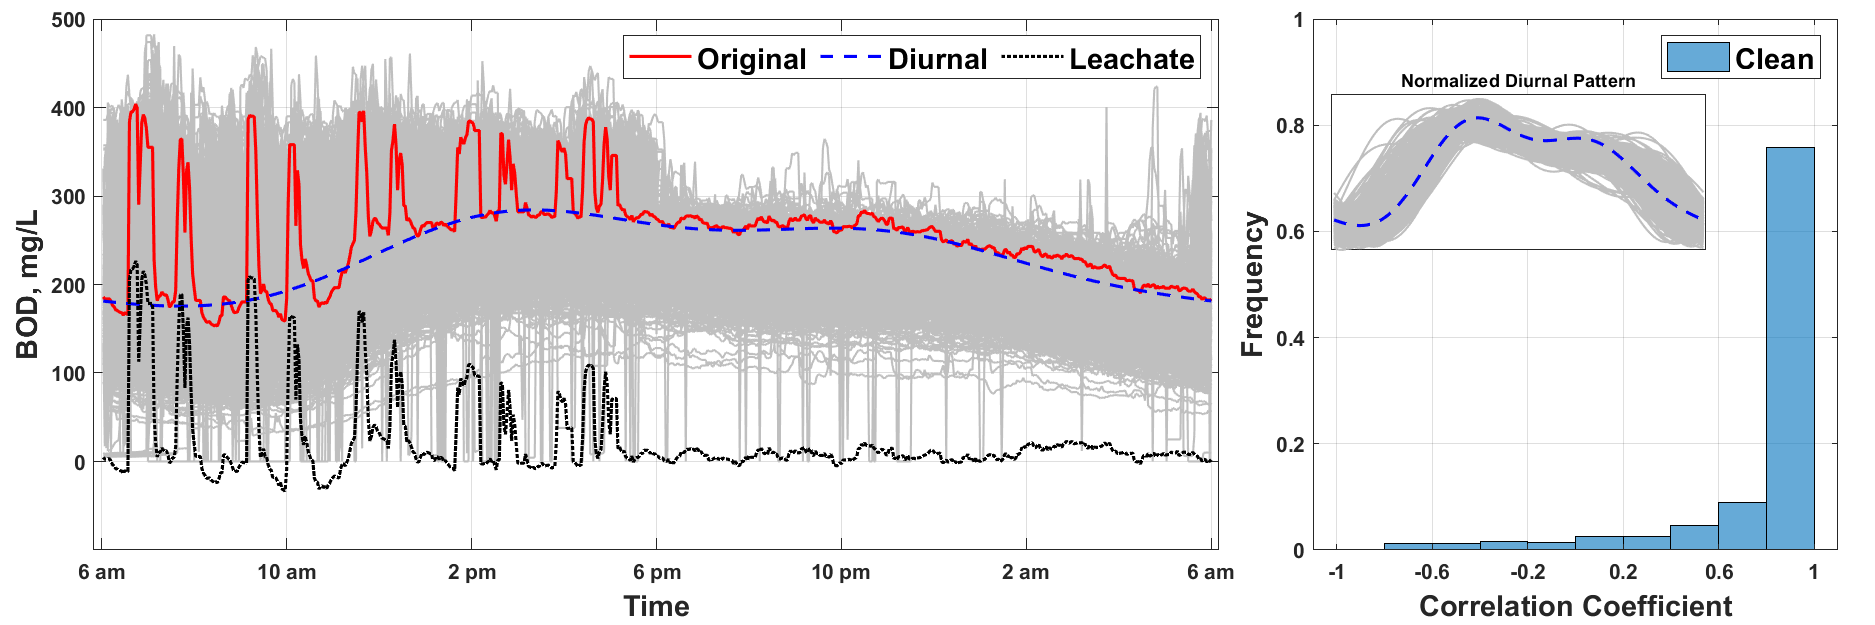 500
400
300
200
100
0
BOD, mg/L
Original Diurnal Leachate
6 am 10 am 2 pm 6 pm 10 pm 2 am 6 am
Time
1
0.8
0.6
0.4
0.2
0
Frequency
Clean
Normalized Diurnal Pattern
-1 -0.6 -0.2 0.2 0.6 1
Correlation Coefficient